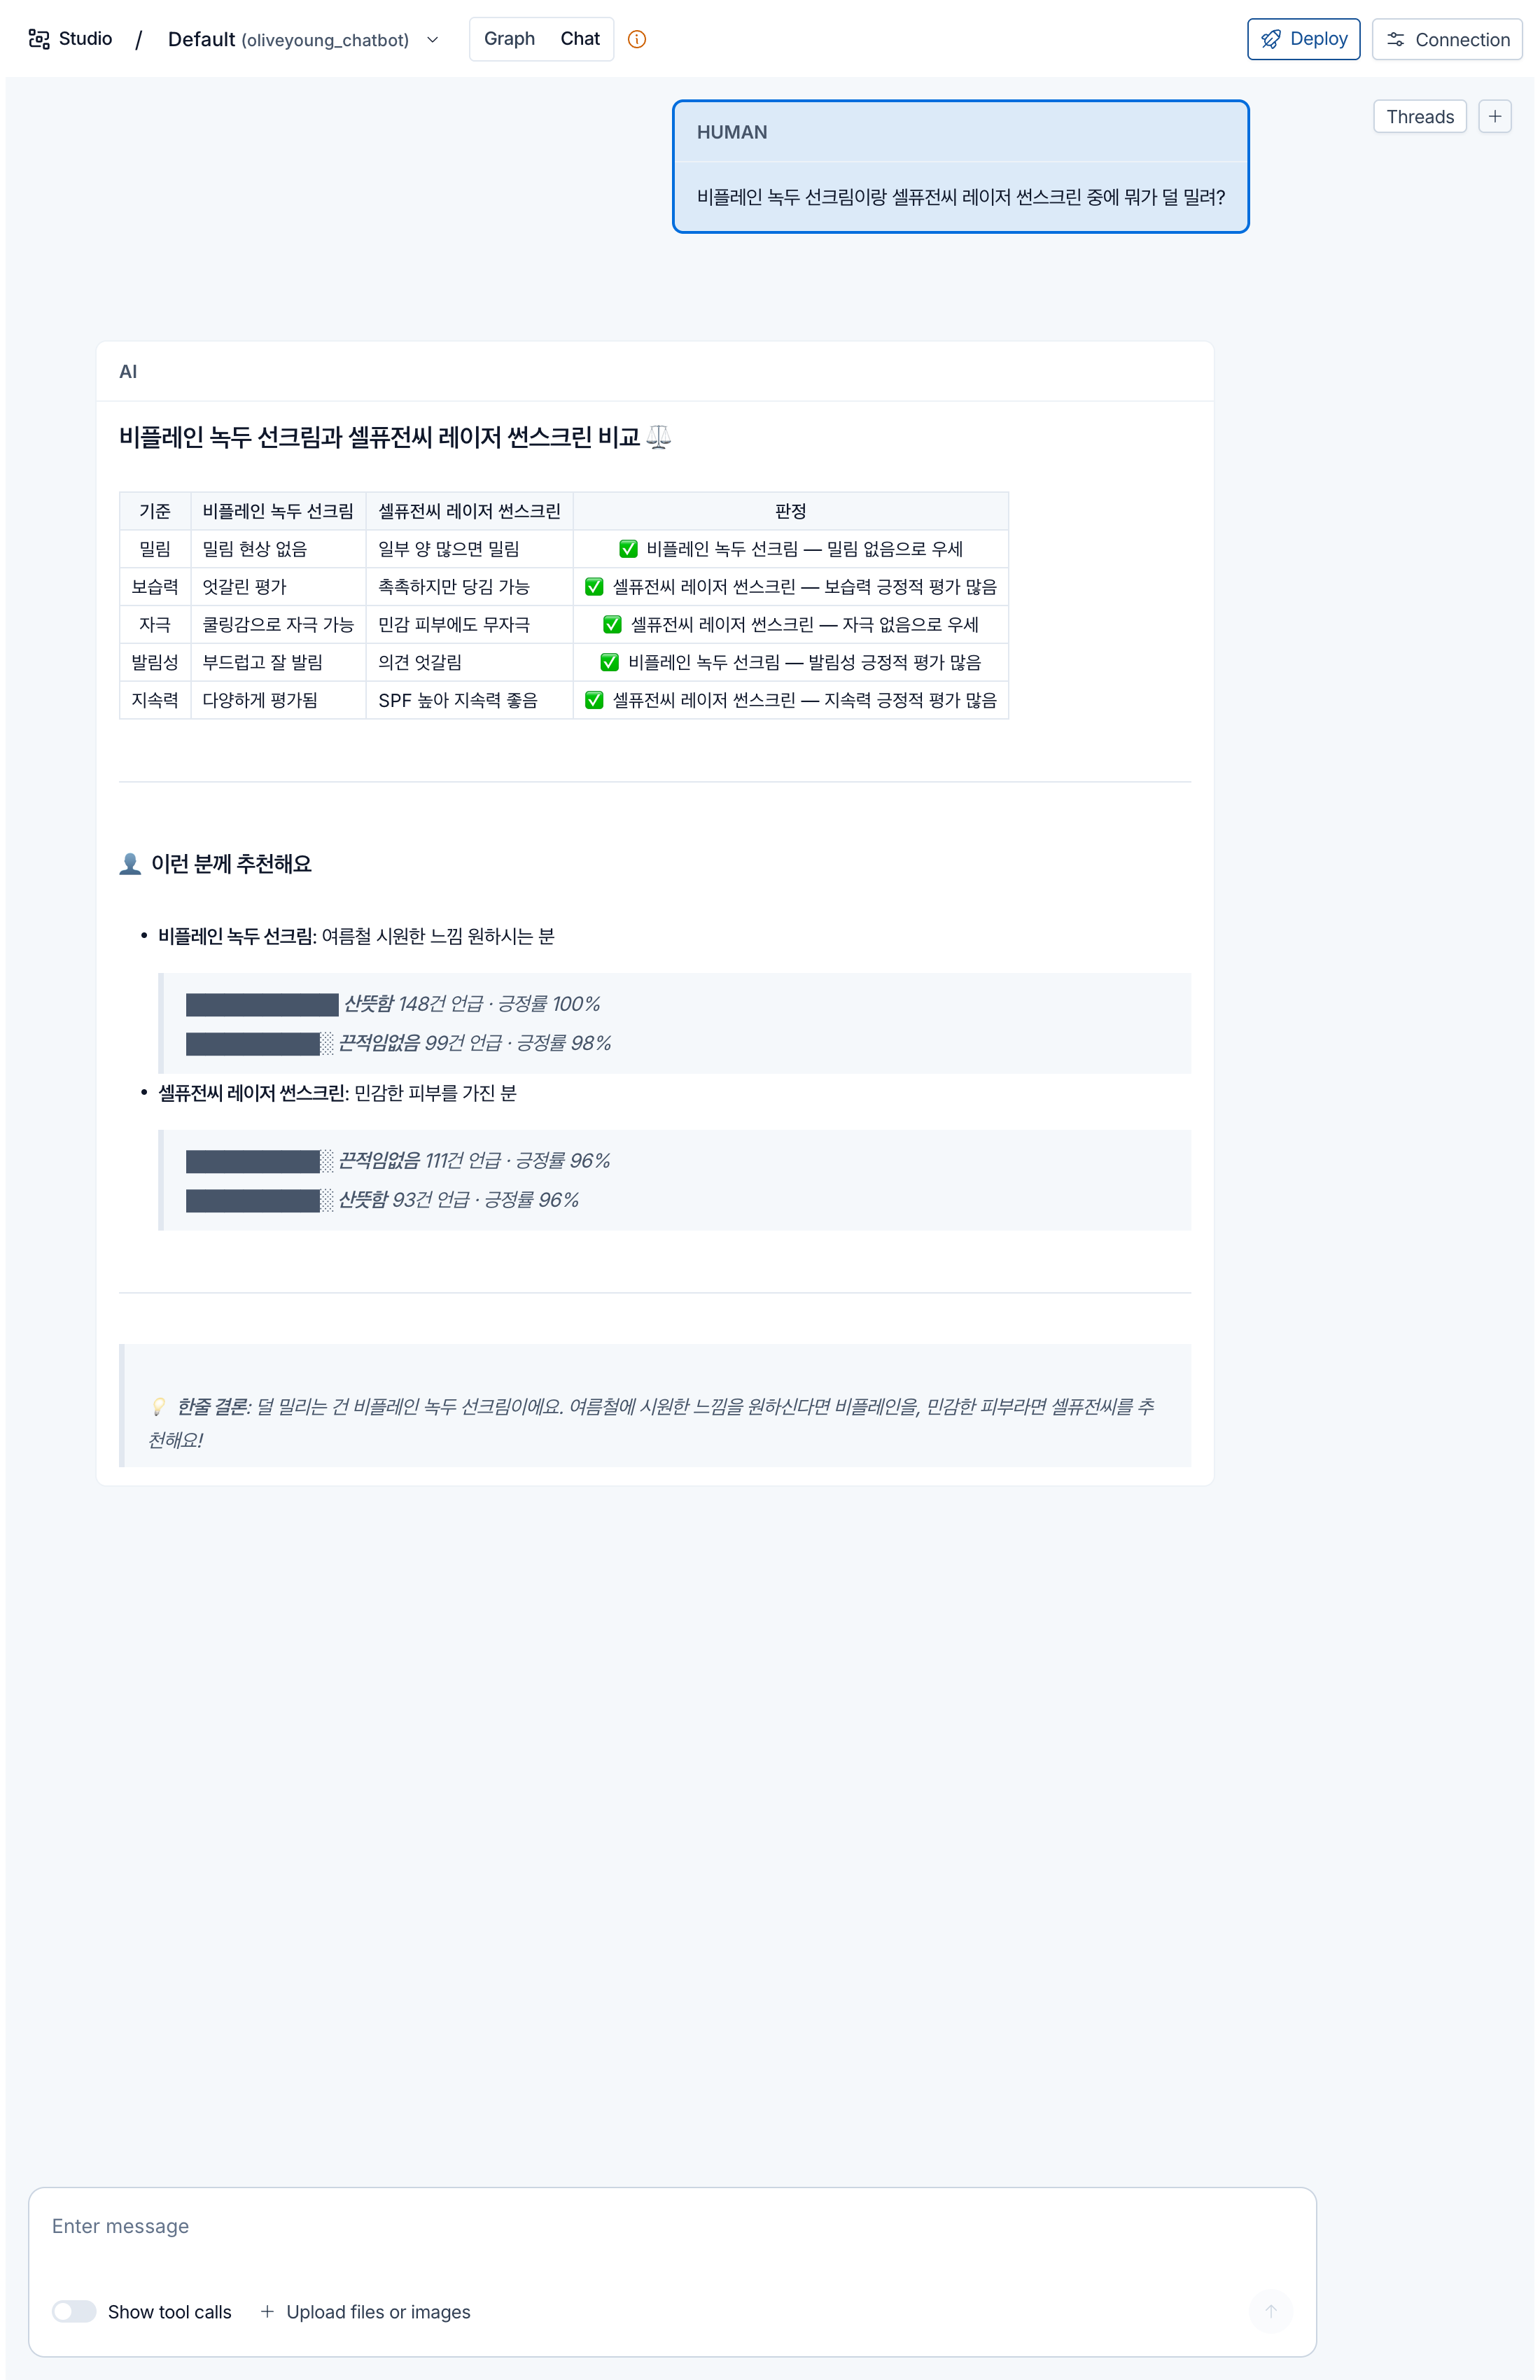 Studio / Default (oliveyoung_chatbot) Graph Chat Deploy Connection
Threads +
HUMAN
비플레인 녹두 선크림이랑 셀퓨전씨 레이저 썬스크린 중에 뭐가 덜 밀려?
AI
비플레인 녹두 선크림과 셀퓨전씨 레이저 썬스크린 비교 ⚖️
기준 비플레인 녹두 선크림 셀퓨전씨 레이저 썬스크린 판정
밀림 밀림 현상 없음 일부 양 많으면 밀림 ✅ 비플레인 녹두 선크림 — 밀림 없음으로 우세
보습력 엇갈린 평가 촉촉하지만 당김 가능 ✅ 셀퓨전씨 레이저 썬스크린 — 보습력 긍정적 평가 많음
자극 쿨링감으로 자극 가능 민감 피부에도 무자극 ✅ 셀퓨전씨 레이저 썬스크린 — 자극 없음으로 우세
발림성 부드럽고 잘 발림 의견 엇갈림 ✅ 비플레인 녹두 선크림 — 발림성 긍정적 평가 많음
지속력 다양하게 평가됨 SPF 높아 지속력 좋음 ✅ 셀퓨전씨 레이저 썬스크린 — 지속력 긍정적 평가 많음
👤 이런 분께 추천해요
• 비플레인 녹두 선크림: 여름철 시원한 느낌 원하시는 분
산뜻함 148건 언급 · 긍정률 100%
끈적임없음 99건 언급 · 긍정률 98%
• 셀퓨전씨 레이저 썬스크린: 민감한 피부를 가진 분
끈적임없음 111건 언급 · 긍정률 96%
산뜻함 93건 언급 · 긍정률 96%
💡 한줄 결론: 덜 밀리는 건 비플레인 녹두 선크림이에요. 여름철에 시원한 느낌을 원하신다면 비플레인을, 민감한 피부라면 셀퓨전씨를 추
천해요!
Enter message
Show tool calls + Upload files or images